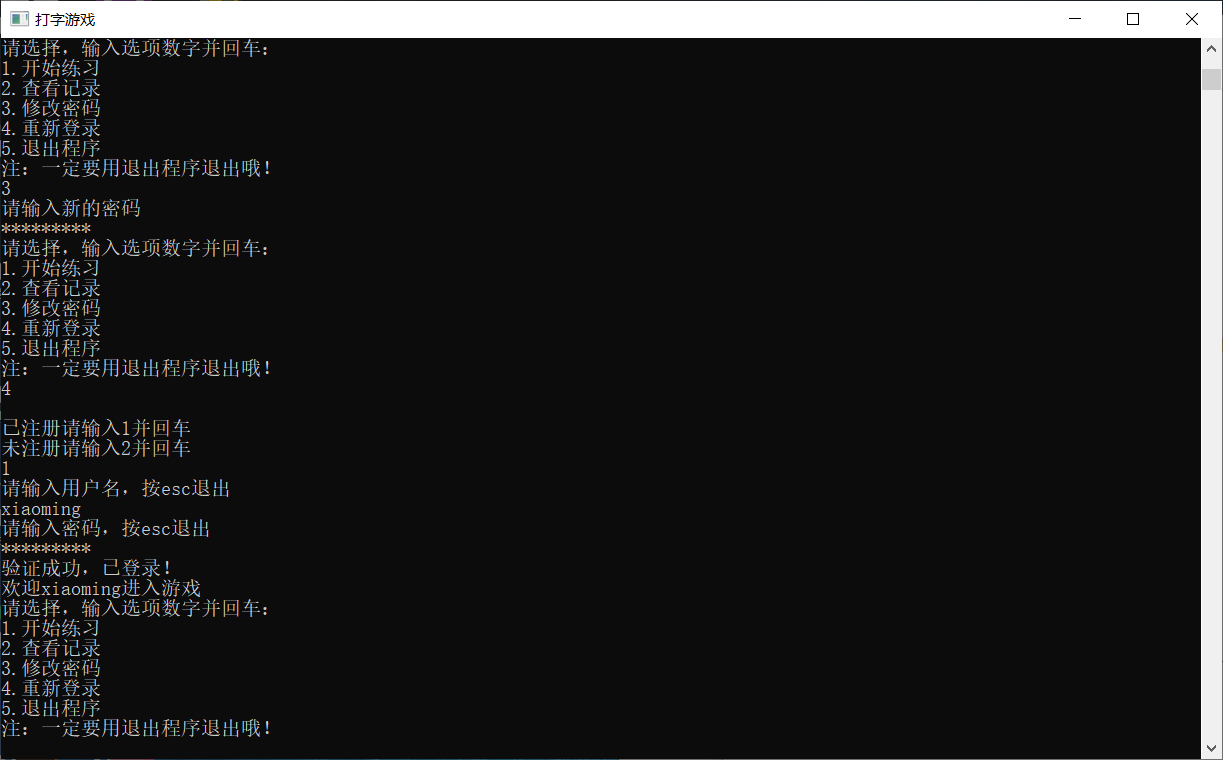 打字游戏
请选择，输入选项数字并回车：
1.开始练习
2.查看记录
3.修改密码
4.重新登录
5.退出程序
注：一定要用退出程序退出哦！
3
请输入新的密码
*********
请选择，输入选项数字并回车：
1.开始练习
2.查看记录
3.修改密码
4.重新登录
5.退出程序
注：一定要用退出程序退出哦！
4
已注册请输入1并回车
未注册请输入2并回车
1
请输入用户名，按esc退出
xiaoming
请输入密码，按esc退出
*********
验证成功，已登录！
欢迎xiaoming进入游戏
请选择，输入选项数字并回车：
1.开始练习
2.查看记录
3.修改密码
4.重新登录
5.退出程序
注：一定要用退出程序退出哦！